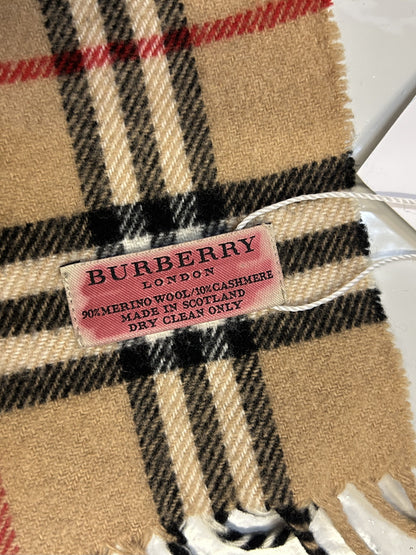 BURBERRY
LONDON
90% MERINO WOOL/10% CASHMERE
MADE IN SCOTLAND
DRY CLEAN ONLY